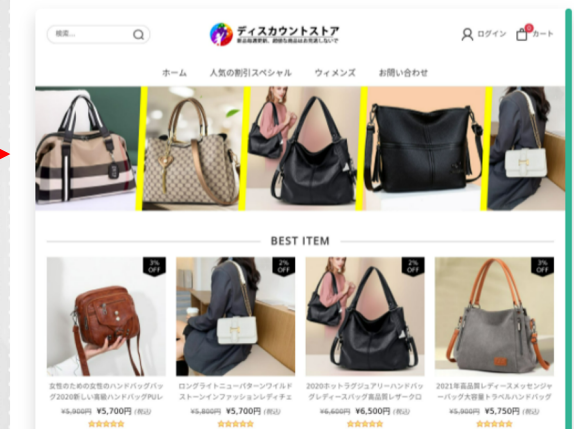 検索...
ディスカウントストア
ログイン
0
カート
ホーム
人気の割引スペシャル
ウィメンズ
お問い合わせ
BEST ITEM
3%
OFF
2%
OFF
2%
OFF
3%
OFF
女性のための女性のハンドバッグバッ
グ2020新しい高級ハンドバッグPUレ
¥5,900円 ¥5,700円 (税込)
ロングライトニューパターンワイルド
ストーンインファッションレディチェ
¥5,800円 ¥5,700円 (税込)
2020ホットラグジュアリーハンドバッ
グレディースバッグ高品質レザークロ
¥6,600円 ¥6,500円 (税込)
2021年高品質レディースメッセンジャ
ーバッグ大容量トラベルハンドバッグ
¥5,900円 ¥5,750円 (税込)